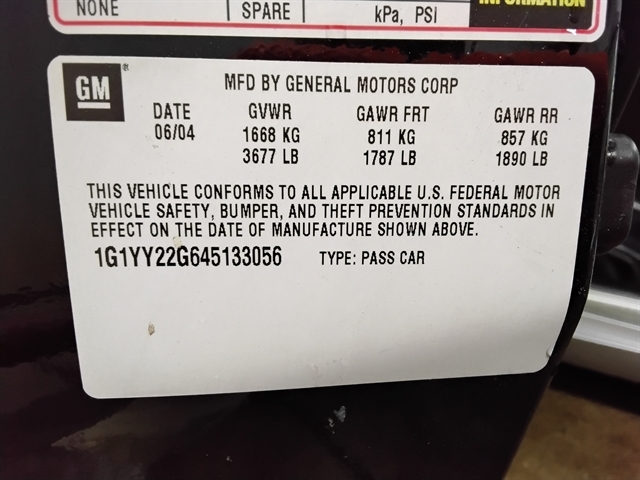 NONE SPARE kPa, PSI INFORMATION
GM® MFD BY GENERAL MOTORS CORP
DATE GVWR GAWR FRT GAWR RR
06/04 1668 KG 811 KG 857 KG
3677 LB 1787 LB 1890 LB
THIS VEHICLE CONFORMS TO ALL APPLICABLE U.S. FEDERAL MOTOR
VEHICLE SAFETY, BUMPER, AND THEFT PREVENTION STANDARDS IN
EFFECT ON THE DATE OF MANUFACTURE SHOWN ABOVE.
1G1YY22G645133056 TYPE: PASS CAR